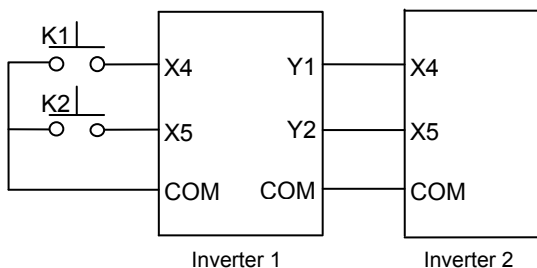 K1
X4 Y1 X4
K2
X5 Y2 X5
COM COM COM
Inverter 1 Inverter 2